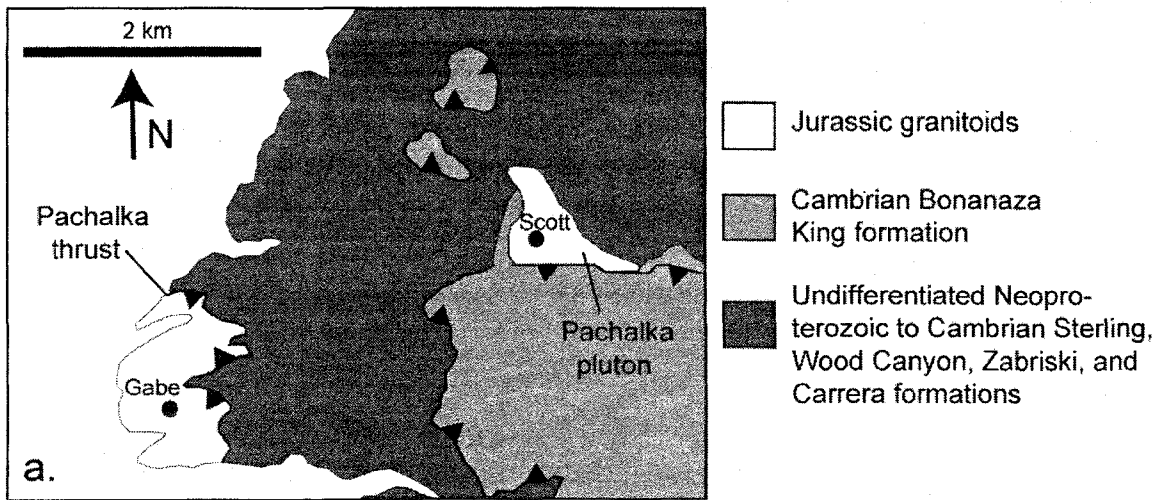 2 km
N
Pachalka
thrust
Scott
Pachalka
pluton
Gabe
a.
Jurassic granitoids
Cambrian Bonanaza
King formation
Undifferentiated Neopro-
terozoic to Cambrian Sterling,
Wood Canyon, Zabriski, and
Carrera formations